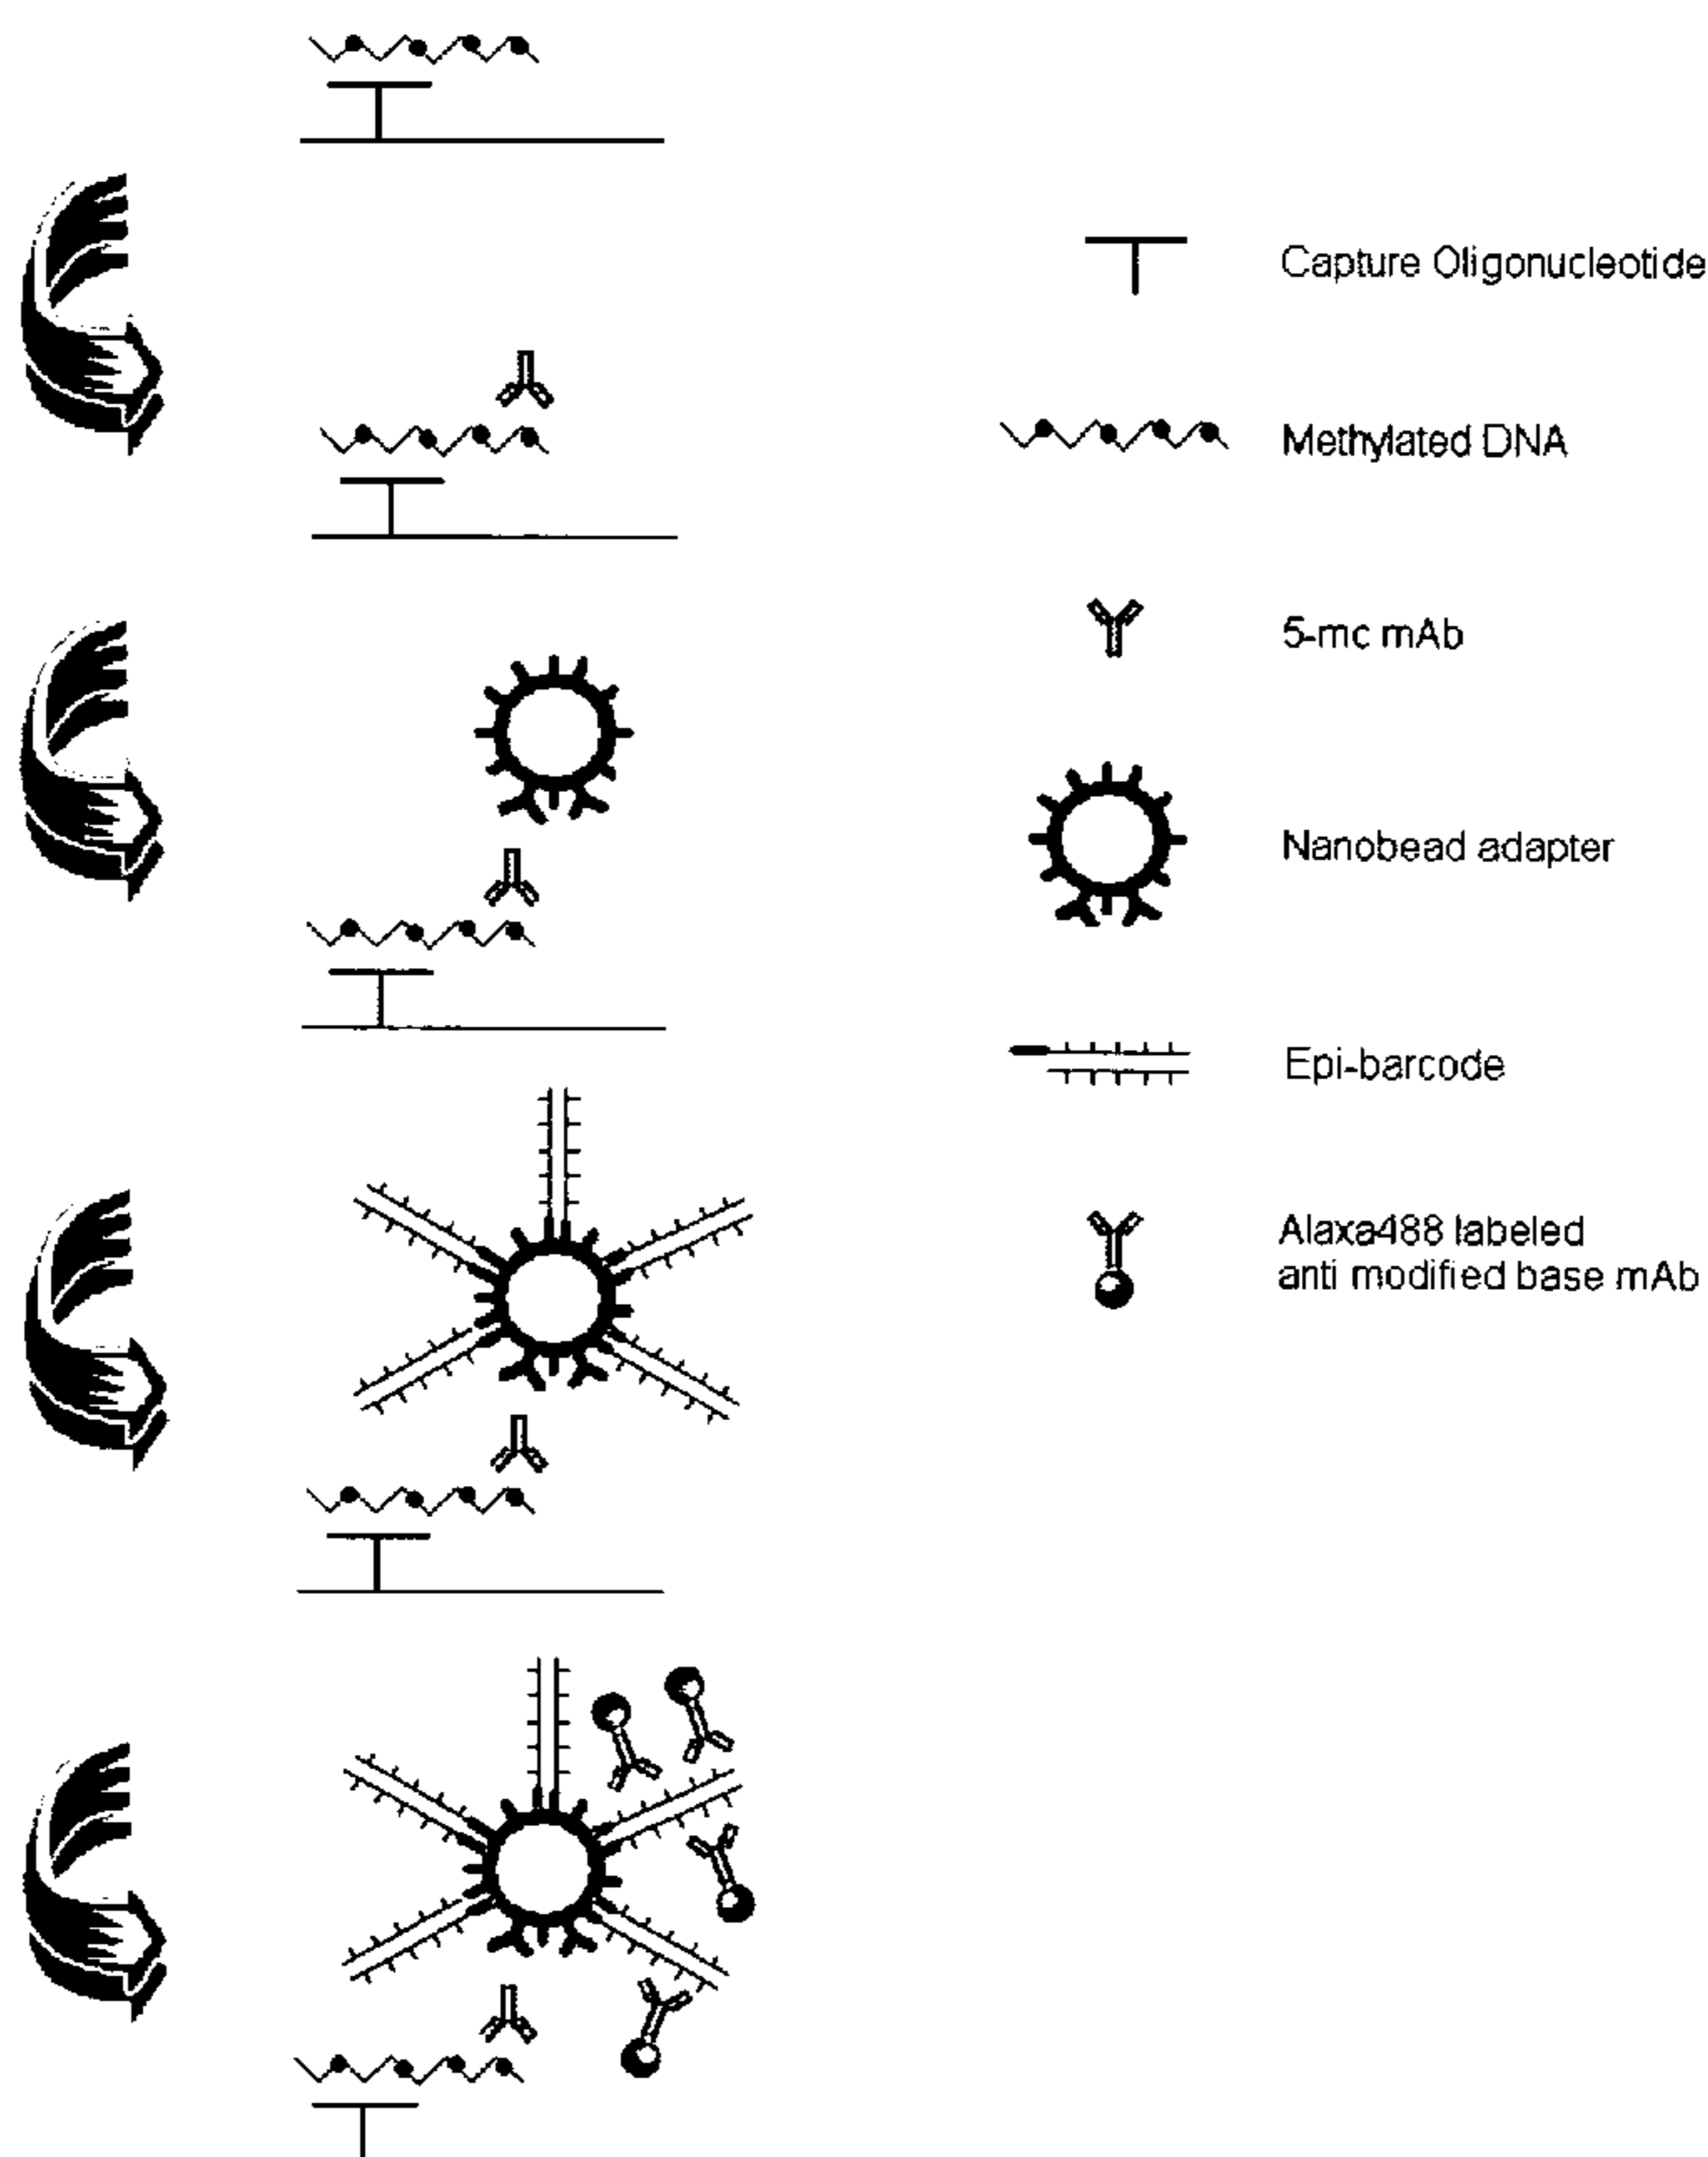 Capture Oligonucleotide
Methylated DNA
5-mc mAb
Nanobead adapter
Epi-barcode
Alaxa488 labeled
anti modified base mAb